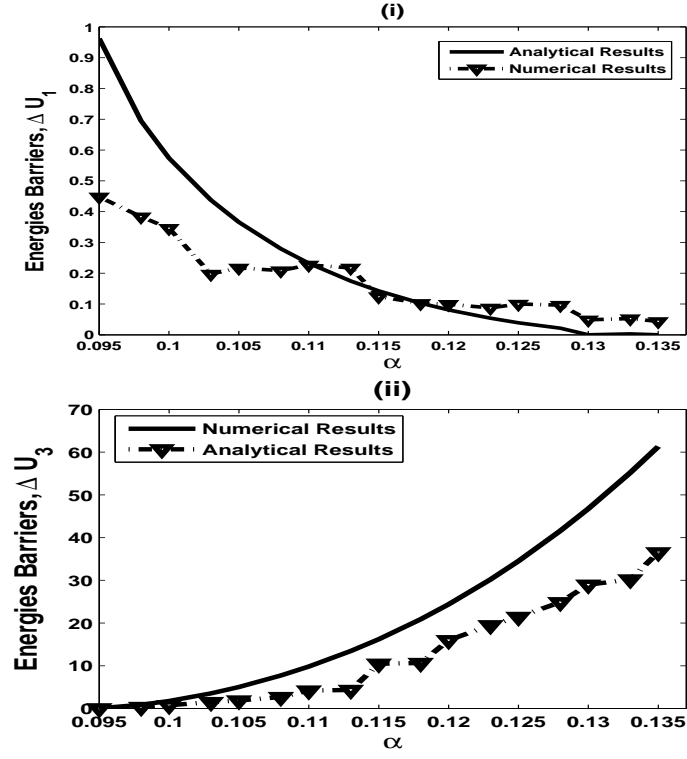 (i)
Energies Barriers, Δ U1
1
0.9
0.8
0.7
0.6
0.5
0.4
0.3
0.2
0.1
0
Analytical Results
Numerical Results
0.095 0.1 0.105 0.11 0.115 0.12 0.125 0.13 0.135
α
(ii)
Energies Barriers, Δ U3
70
60
50
40
30
20
10
0
Numerical Results
Analytical Results
0.095 0.1 0.105 0.11 0.115 0.12 0.125 0.13 0.135
α